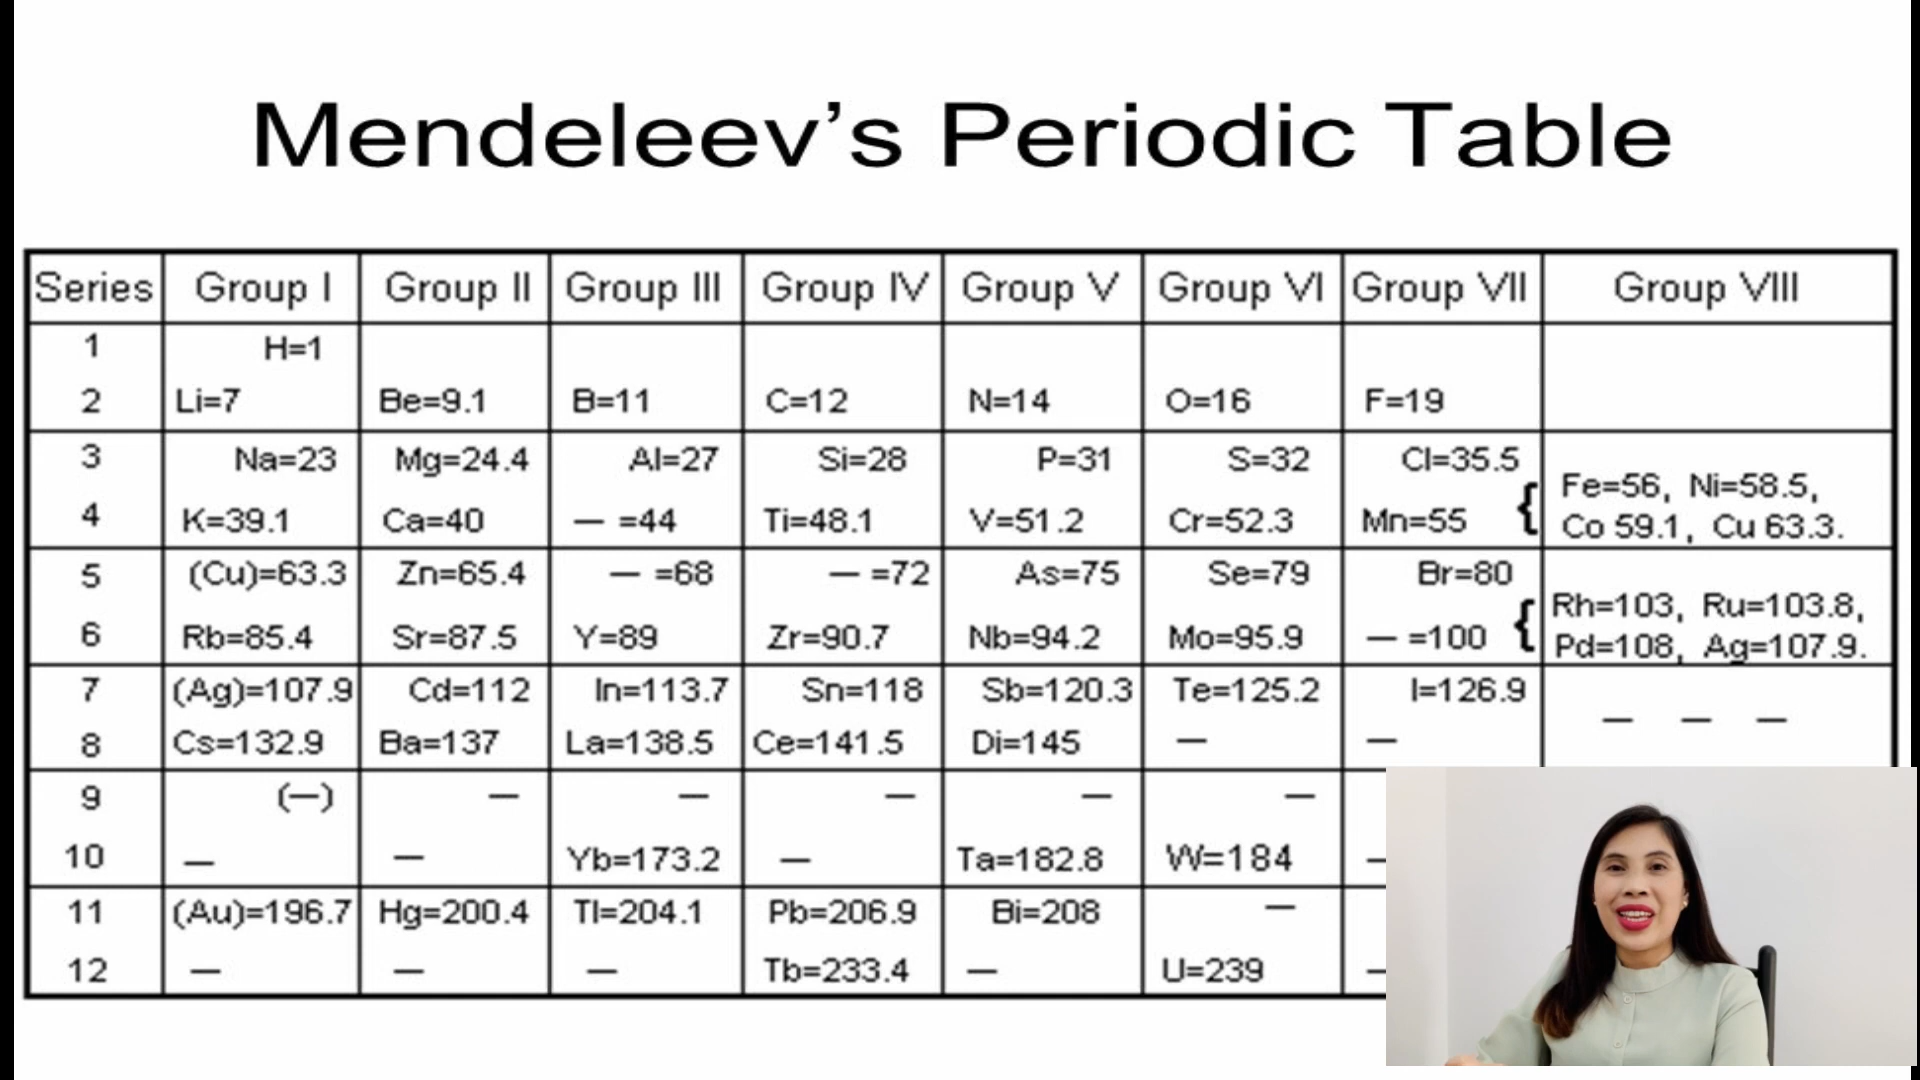 Mendeleev’s Periodic Table
Series Group I Group II Group III Group IV Group V Group VI Group VII Group VIII
1 H=1
2 Li=7 Be=9.1 B=11 C=12 N=14 O=16 F=19
3 Na=23 Mg=24.4 Al=27 Si=28 P=31 S=32 Cl=35.5
Fe=56, Ni=58.5,
4 K=39.1 Ca=40 — =44 Ti=48.1 V=51.2 Cr=52.3 Mn=55 {
Co 59.1, Cu 63.3.
5 (Cu)=63.3 Zn=65.4 — =68 — =72 As=75 Se=79 Br=80
Rh=103, Ru=103.8,
6 Rb=85.4 Sr=87.5 Y=89 Zr=90.7 Nb=94.2 Mo=95.9 — =100 {
Pd=108, Ag=107.9.
7 (Ag)=107.9 Cd=112 In=113.7 Sn=118 Sb=120.3 Te=125.2 I=126.9
— — —
8 Cs=132.9 Ba=137 La=138.5 Ce=141.5 Di=145 — —
9 (—) — — — — —
10 — — Yb=173.2 — Ta=182.8 W=184 —
11 (Au)=196.7 Hg=200.4 Tl=204.1 Pb=206.9 Bi=208 —
12 — — — Tb=233.4 — U=239 —